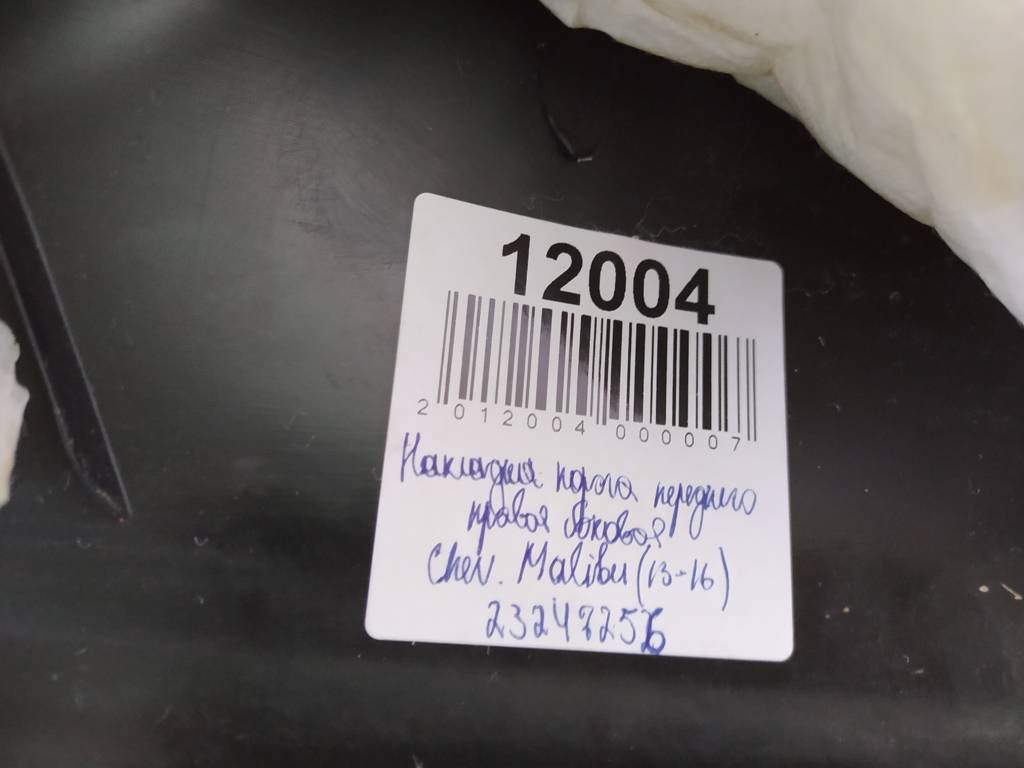 12004
2 012004 000007
Накладка порога переднего
правая боковая
Chev. Malibu (13-16)
23247256